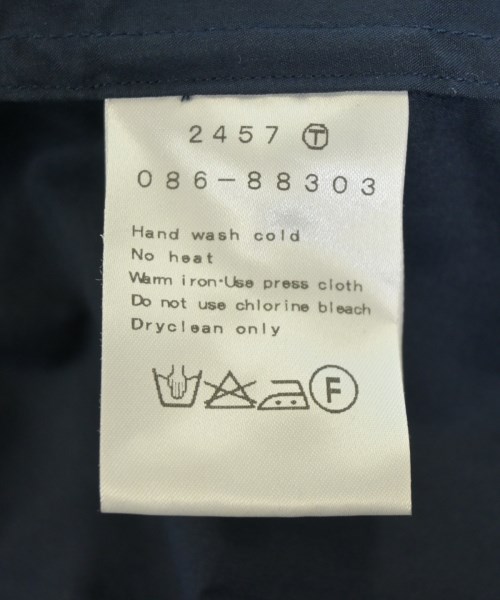 2457 Ⓣ
086-88303
Hand wash cold
No heat
Warm iron·Use press cloth
Do not use chlorine bleach
Dryclean only
F